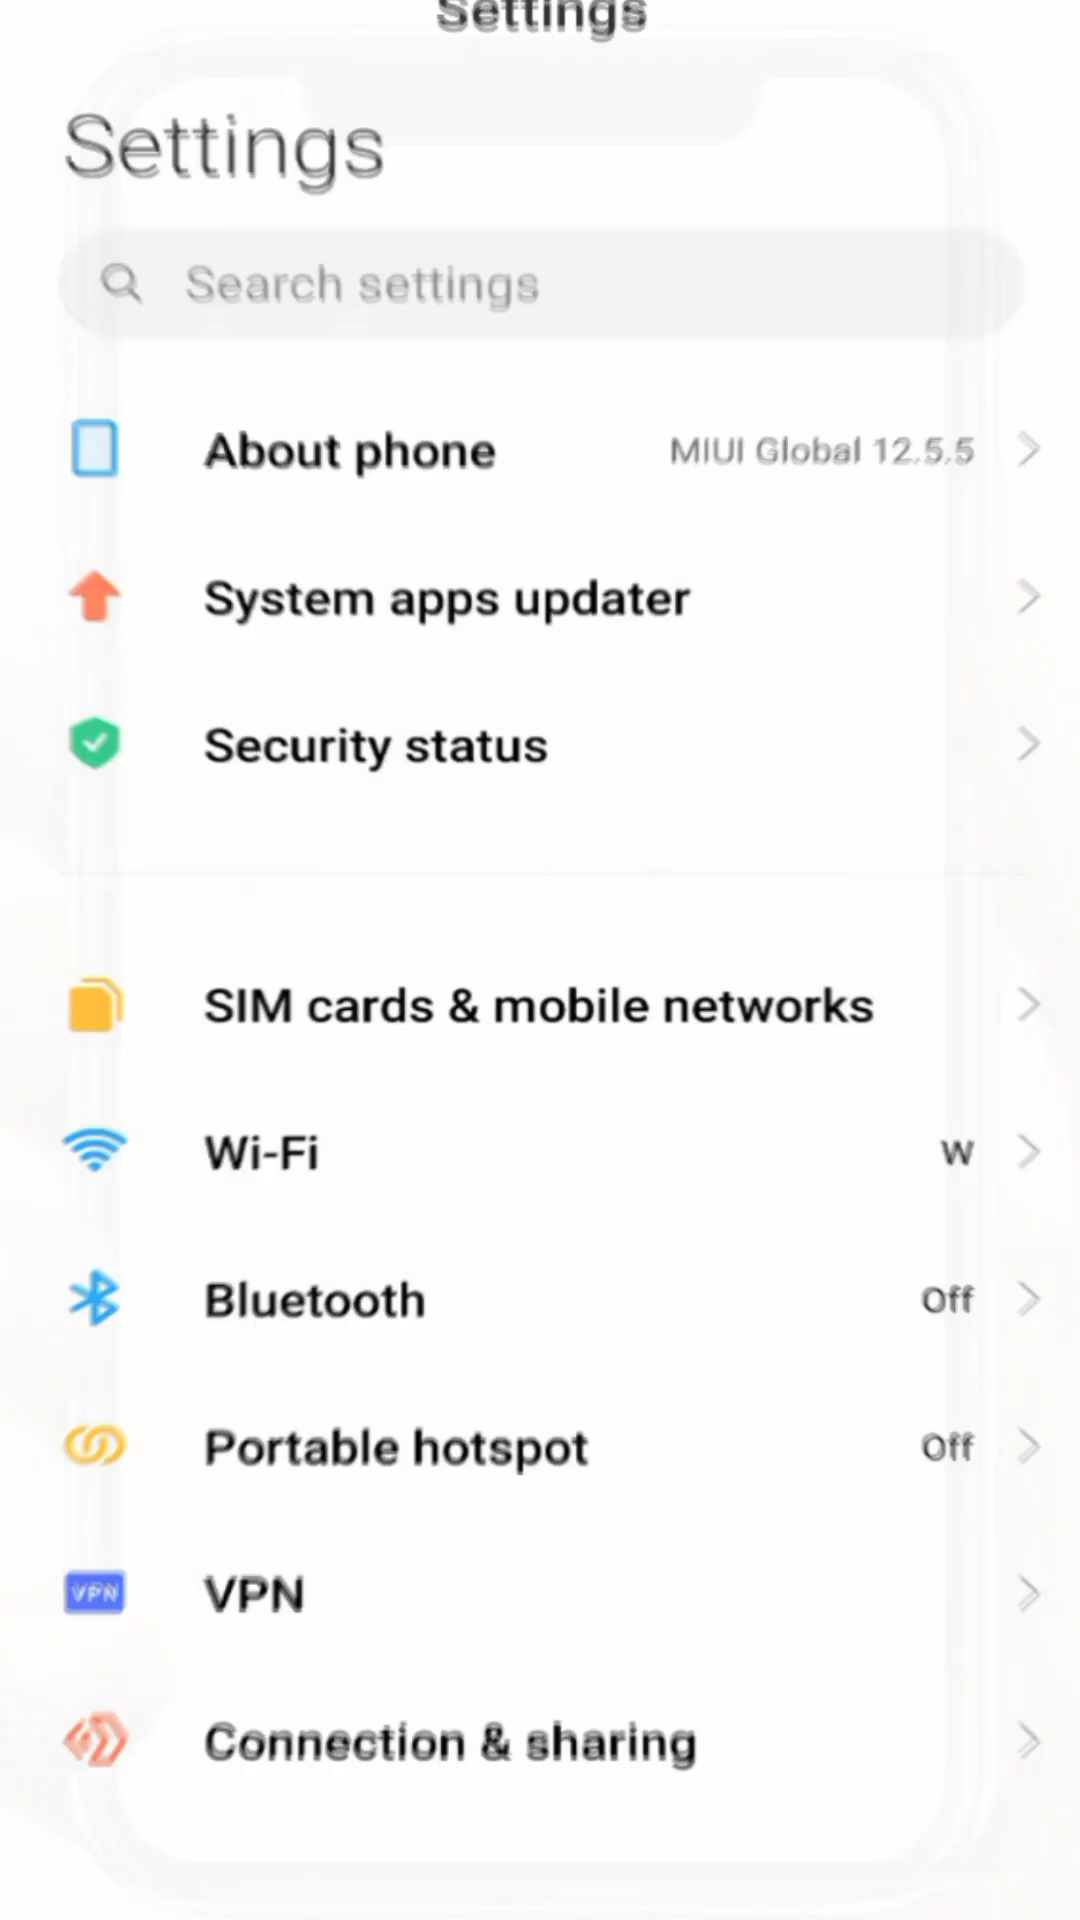 Settings
Settings
Search settings
About phone MIUI Global 12.5.5
System apps updater
Security status
SIM cards & mobile networks
Wi-Fi W
Bluetooth Off
Portable hotspot Off
VPN VPN
Connection & sharing